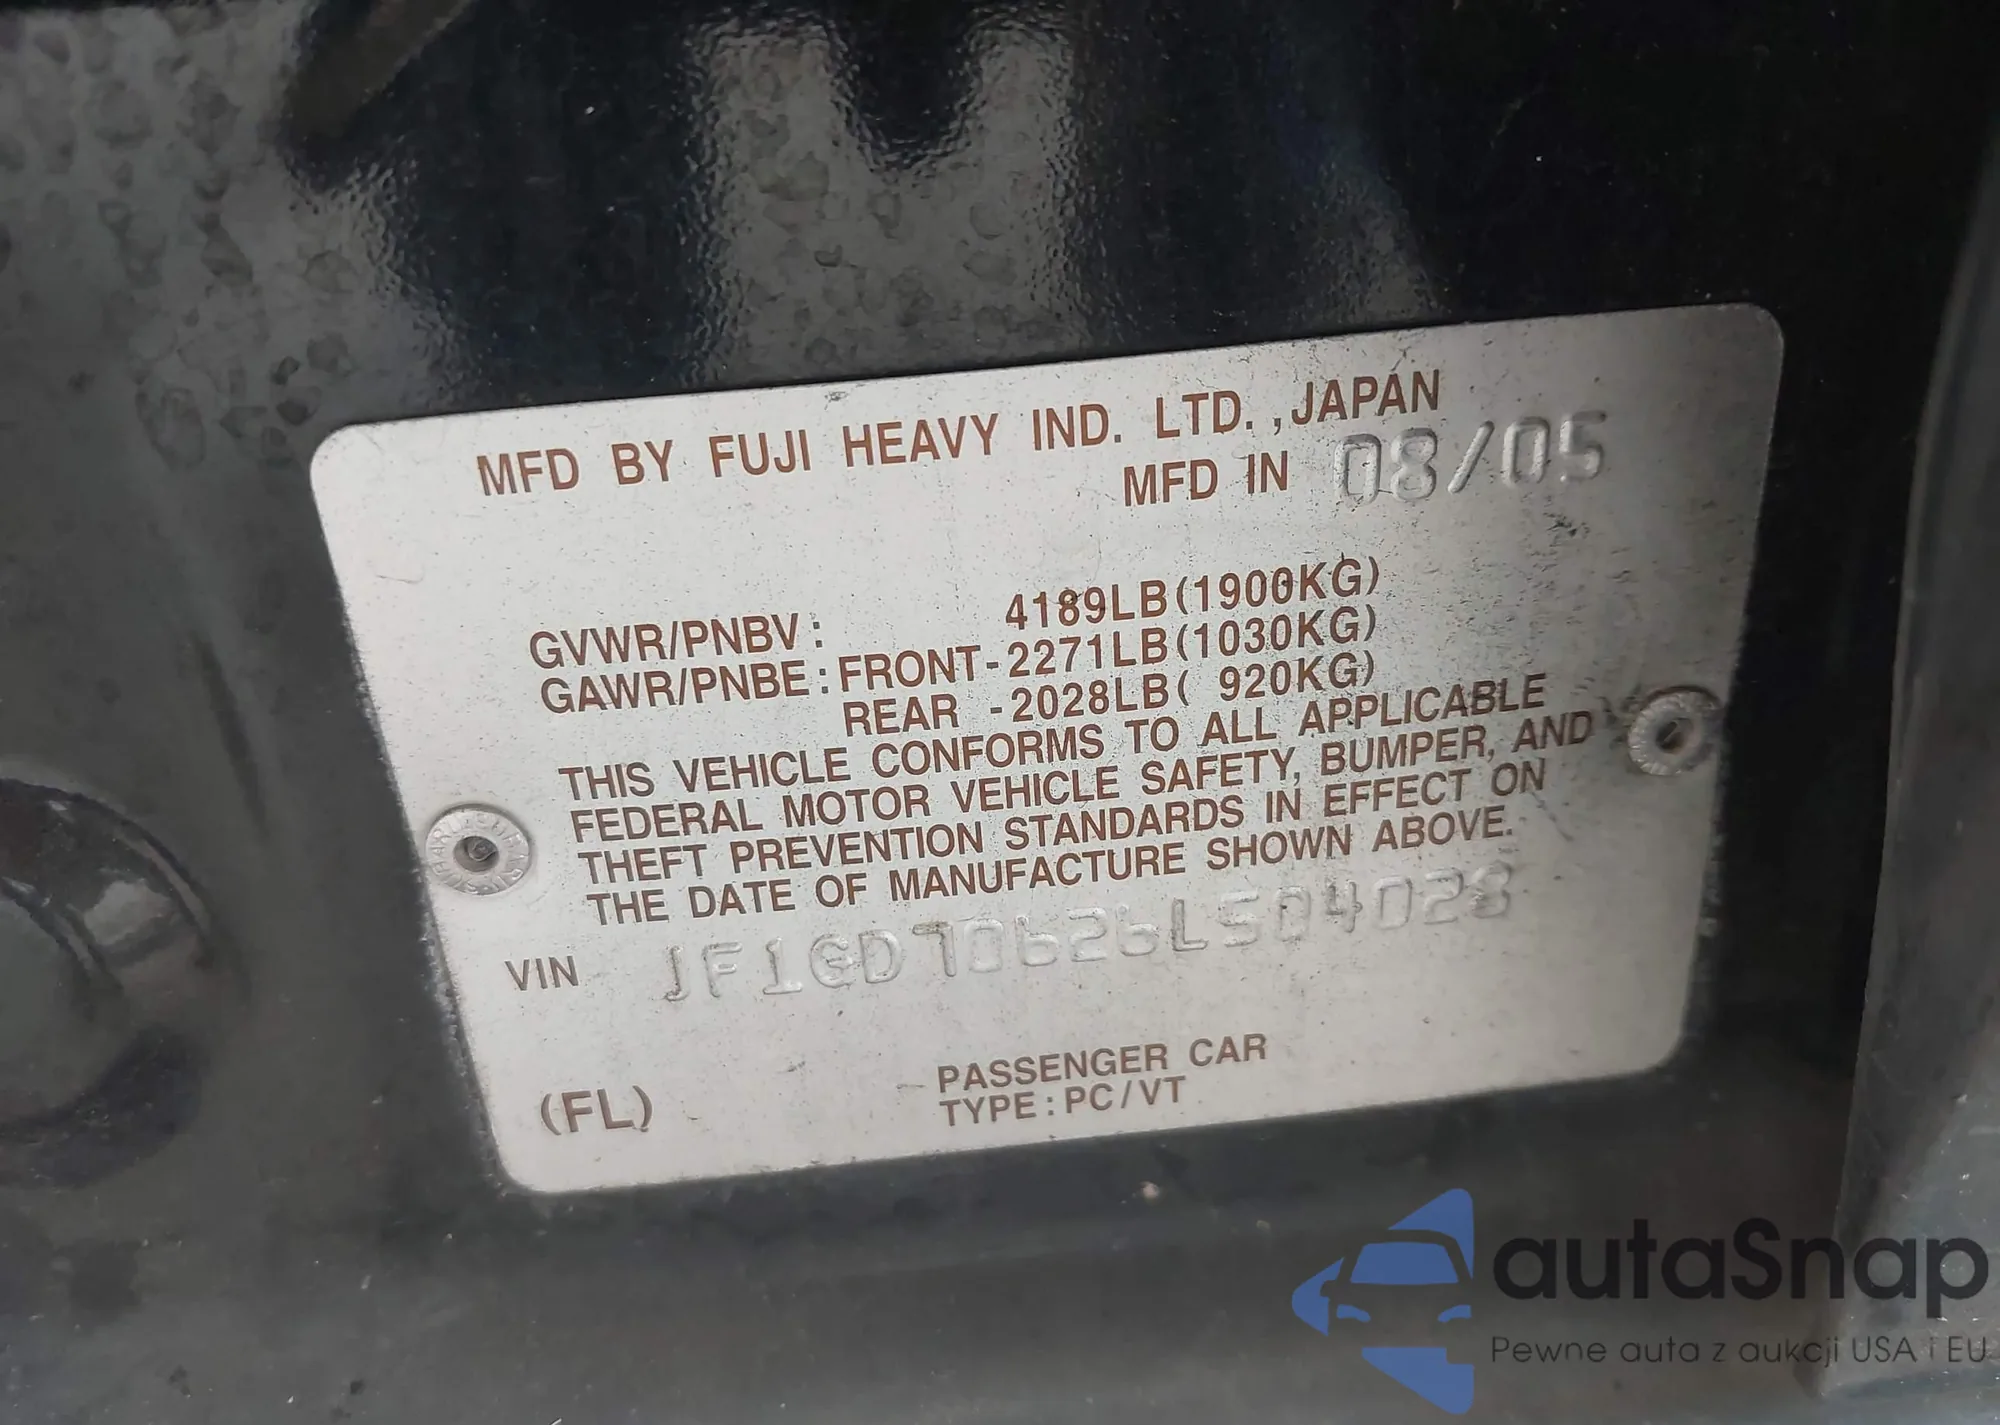 MFD BY FUJI HEAVY IND. LTD. ,JAPAN
MFD IN 08/05
GVWR/PNBV: 4189LB(1900KG)
GAWR/PNBE:FRONT-2271LB(1030KG)
REAR -2028LB( 920KG)
THIS VEHICLE CONFORMS TO ALL APPLICABLE
FEDERAL MOTOR VEHICLE SAFETY, BUMPER, AND
THEFT PREVENTION STANDARDS IN EFFECT ON
THE DATE OF MANUFACTURE SHOWN ABOVE.
VIN JF1GD70626L504028
(FL)
PASSENGER CAR
TYPE:PC/VT
autaSnap
Pewne auta z aukcji USA i EU